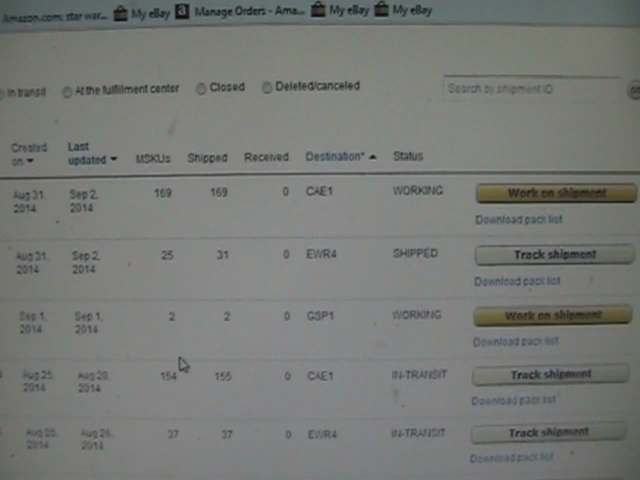 Amazon.com: star war... My eBay a Manage Orders - Ama... My eBay My eBay
In transit At the fulfillment center Closed Deleted/canceled Search by shipment ID
Created on Last updated MSKUs Shipped Received Destination* Status
Aug 31, 2014 Sep 2, 2014 169 169 0 CAE1 WORKING Work on shipment
Download pack list
Aug 31, 2014 Sep 2, 2014 25 31 0 EWR4 SHIPPED Track shipment
Download pack list
Sep 1, 2014 Sep 1, 2014 2 2 0 GSP1 WORKING Work on shipment
Download pack list
Aug 25, 2014 2014 154 155 0 CAE1 IN-TRANSIT Track shipment
Download pack list
Aug 25, 2014 Aug 26, 2014 37 37 0 EWR4 IN-TRANSIT Track shipment
Download pack list